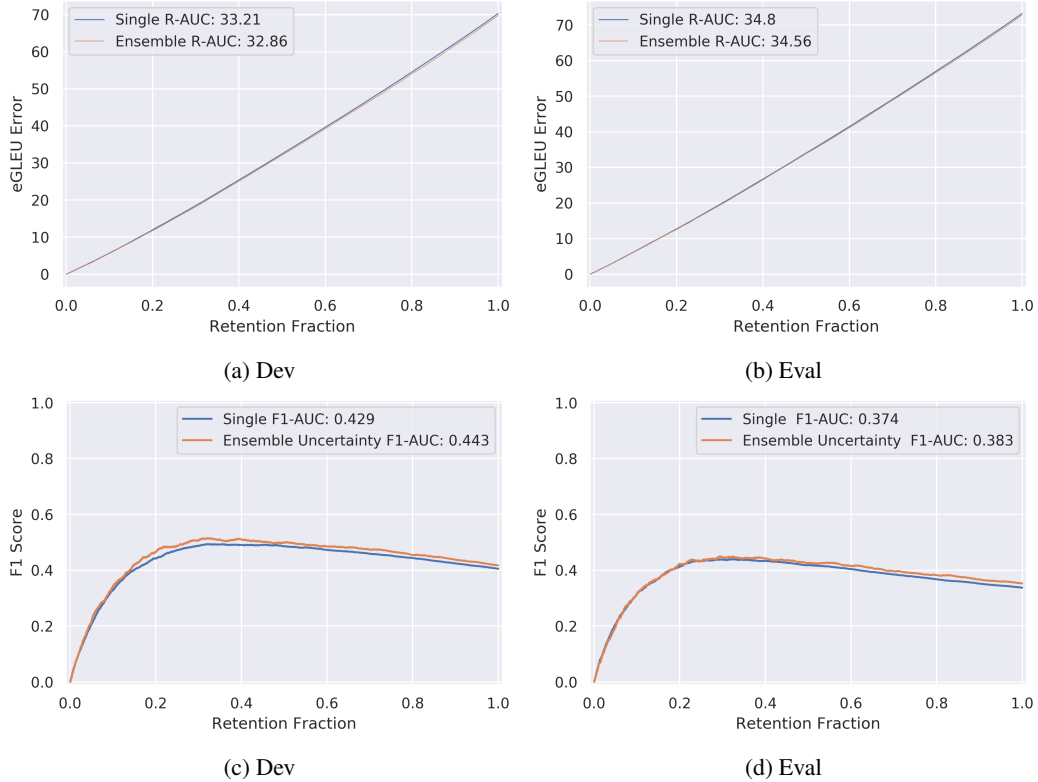 Single R-AUC: 33.21
Ensemble R-AUC: 32.86
eGLEU Error
70
60
50
40
30
20
10
0
0.0 0.2 0.4 0.6 0.8 1.0
Retention Fraction
(a) Dev
Single R-AUC: 34.8
Ensemble R-AUC: 34.56
eGLEU Error
70
60
50
40
30
20
10
0
0.0 0.2 0.4 0.6 0.8 1.0
Retention Fraction
(b) Eval
Single F1-AUC: 0.429
Ensemble Uncertainty F1-AUC: 0.443
F1 Score
1.0
0.8
0.6
0.4
0.2
0.0
0.0 0.2 0.4 0.6 0.8 1.0
Retention Fraction
(c) Dev
Single F1-AUC: 0.374
Ensemble Uncertainty F1-AUC: 0.383
F1 Score
1.0
0.8
0.6
0.4
0.2
0.0
0.0 0.2 0.4 0.6 0.8 1.0
Retention Fraction
(d) Eval